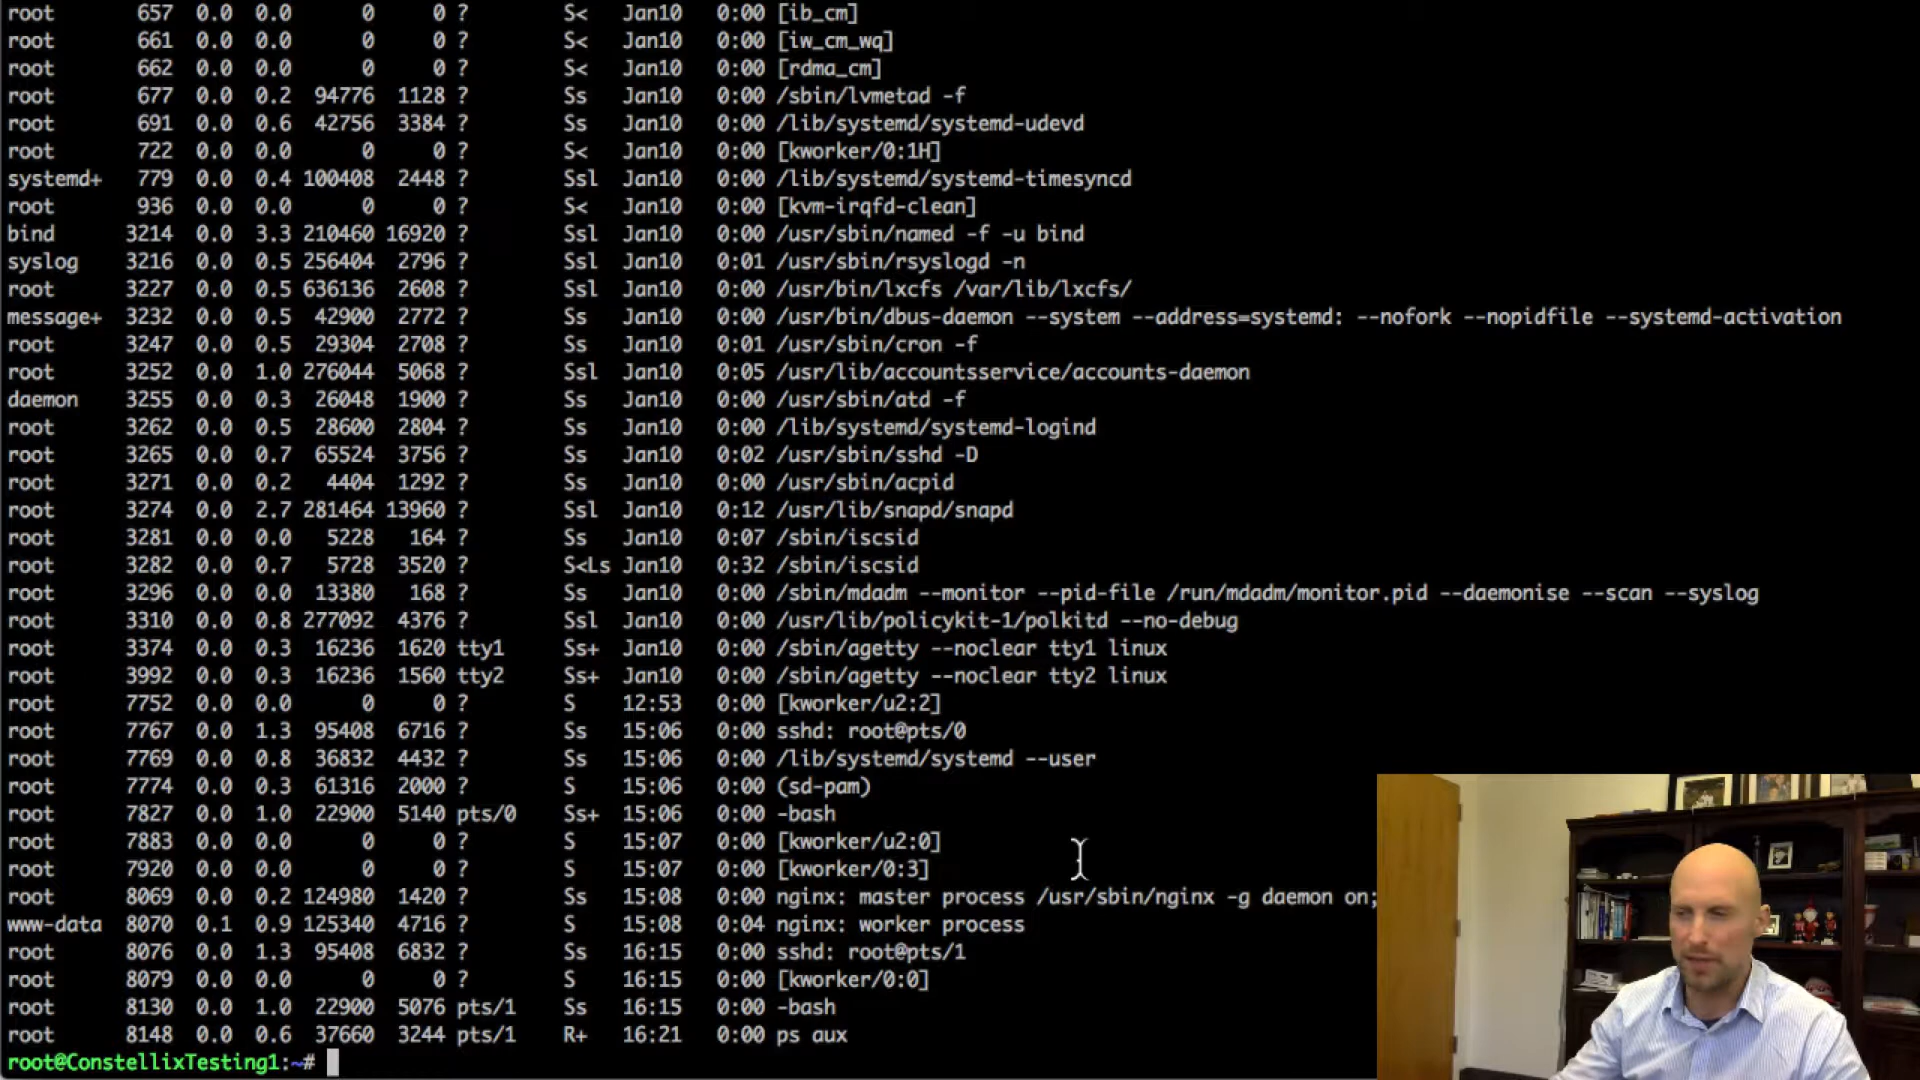 root 657 0.0 0.0 0 0 ? S< Jan10 0:00 [ib_cm]
root 661 0.0 0.0 0 0 ? S< Jan10 0:00 [iw_cm_wq]
root 662 0.0 0.0 0 0 ? S< Jan10 0:00 [rdma_cm]
root 677 0.0 0.2 94776 1128 ? Ss Jan10 0:00 /sbin/lvmetad -f
root 691 0.0 0.6 42756 3384 ? Ss Jan10 0:00 /lib/systemd/systemd-udevd
root 722 0.0 0.0 0 0 ? S< Jan10 0:00 [kworker/0:1H]
systemd+ 779 0.0 0.4 100408 2448 ? Ssl Jan10 0:00 /lib/systemd/systemd-timesyncd
root 936 0.0 0.0 0 0 ? S< Jan10 0:00 [kvm-irqfd-clean]
bind 3214 0.0 3.3 210460 16920 ? Ssl Jan10 0:00 /usr/sbin/named -f -u bind
syslog 3216 0.0 0.5 256404 2796 ? Ssl Jan10 0:01 /usr/sbin/rsyslogd -n
root 3227 0.0 0.5 636136 2608 ? Ssl Jan10 0:00 /usr/bin/lxcfs /var/lib/lxcfs/
message+ 3232 0.0 0.5 42900 2772 ? Ss Jan10 0:00 /usr/bin/dbus-daemon --system --address=systemd: --nofork --nopidfile --systemd-activation
root 3247 0.0 0.5 29304 2708 ? Ss Jan10 0:01 /usr/sbin/cron -f
root 3252 0.0 1.0 276044 5068 ? Ssl Jan10 0:05 /usr/lib/accountsservice/accounts-daemon
daemon 3255 0.0 0.3 26048 1900 ? Ss Jan10 0:00 /usr/sbin/atd -f
root 3262 0.0 0.5 28600 2804 ? Ss Jan10 0:00 /lib/systemd/systemd-logind
root 3265 0.0 0.7 65524 3756 ? Ss Jan10 0:02 /usr/sbin/sshd -D
root 3271 0.0 0.2 4404 1292 ? Ss Jan10 0:00 /usr/sbin/acpid
root 3274 0.0 2.7 281464 13960 ? Ssl Jan10 0:12 /usr/lib/snapd/snapd
root 3281 0.0 0.0 5228 164 ? Ss Jan10 0:07 /sbin/iscsid
root 3282 0.0 0.7 5728 3520 ? S<Ls Jan10 0:32 /sbin/iscsid
root 3296 0.0 0.0 13380 168 ? Ss Jan10 0:00 /sbin/mdadm --monitor --pid-file /run/mdadm/monitor.pid --daemonise --scan --syslog
root 3310 0.0 0.8 277092 4376 ? Ssl Jan10 0:00 /usr/lib/policykit-1/polkitd --no-debug
root 3374 0.0 0.3 16236 1620 tty1 Ss+ Jan10 0:00 /sbin/agetty --noclear tty1 linux
root 3992 0.0 0.3 16236 1560 tty2 Ss+ Jan10 0:00 /sbin/agetty --noclear tty2 linux
root 7752 0.0 0.0 0 0 ? S 12:53 0:00 [kworker/u2:2]
root 7767 0.0 1.3 95408 6716 ? Ss 15:06 0:00 sshd: root@pts/0
root 7769 0.0 0.8 36832 4432 ? Ss 15:06 0:00 /lib/systemd/systemd --user
root 7774 0.0 0.3 61316 2000 ? S 15:06 0:00 (sd-pam)
root 7827 0.0 1.0 22900 5140 pts/0 Ss+ 15:06 0:00 -bash
root 7883 0.0 0.0 0 0 ? S 15:07 0:00 [kworker/u2:0]
root 7920 0.0 0.0 0 0 ? S 15:07 0:00 [kworker/0:3]
root 8069 0.0 0.2 124980 1420 ? Ss 15:08 0:00 nginx: master process /usr/sbin/nginx -g daemon on;
www-data 8070 0.1 0.9 125340 4716 ? S 15:08 0:04 nginx: worker process
root 8076 0.0 1.3 95408 6832 ? Ss 16:15 0:00 sshd: root@pts/1
root 8079 0.0 0.0 0 0 ? S 16:15 0:00 [kworker/0:0]
root 8130 0.0 1.0 22900 5076 pts/1 Ss 16:15 0:00 -bash
root 8148 0.0 0.6 37660 3244 pts/1 R+ 16:21 0:00 ps aux
root@ConstellixTesting1:~#